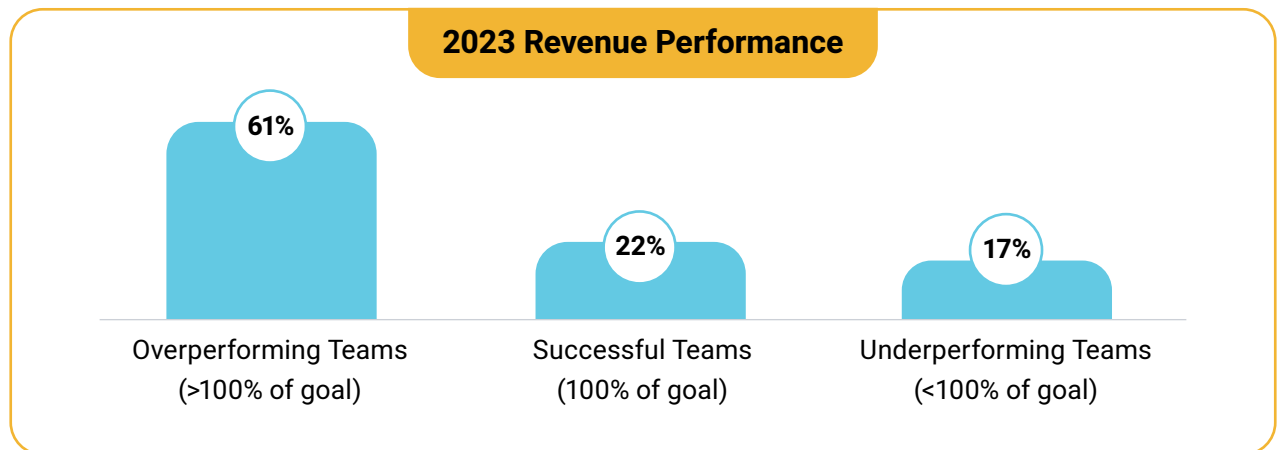 2023 Revenue Performance
61%
22%
17%
Overperforming Teams
(>100% of goal)
Successful Teams
(100% of goal)
Underperforming Teams
(<100% of goal)